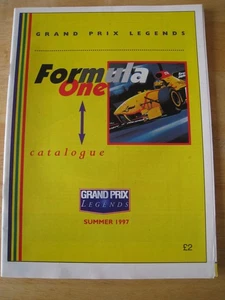 GRAND PRIX LEGENDS
Formula
One
catalogue
GRAND PRIX
LEGENDS
SUMMER 1997
£2